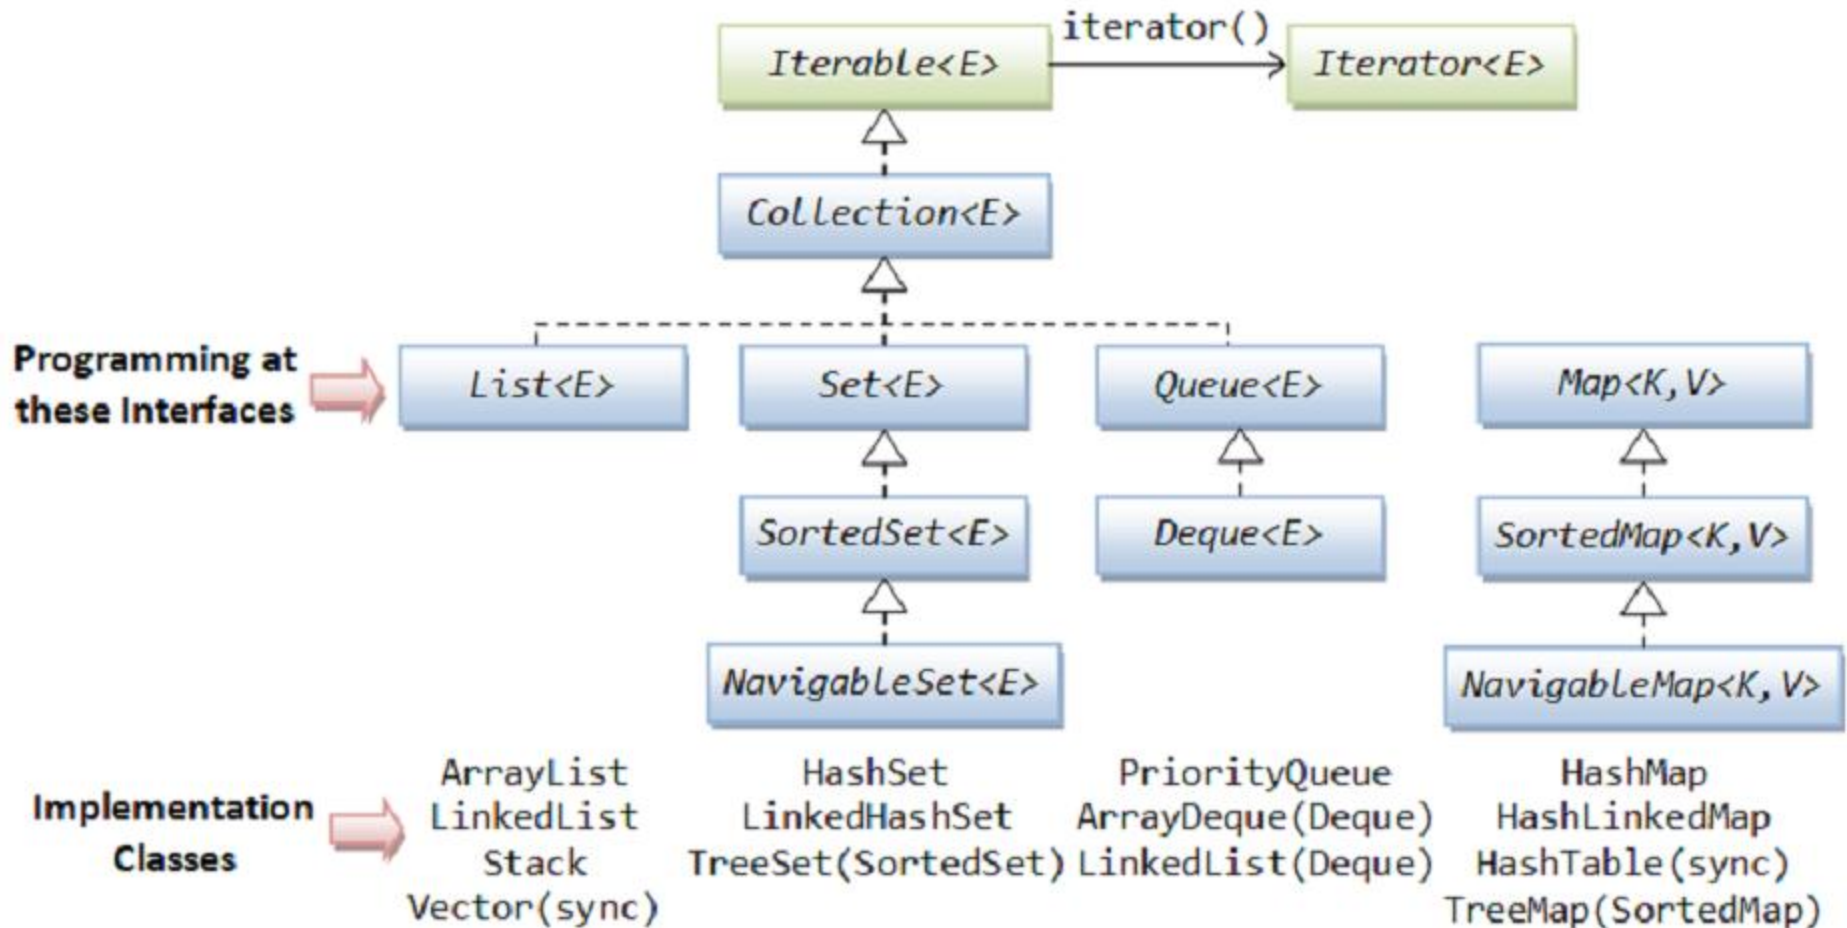 iterator()
Iterable<E>
Iterator<E>
Collection<E>
Programming at
these Interfaces
List<E>
Set<E>
Queue<E>
Map<K,V>
SortedSet<E>
Deque<E>
SortedMap<K,V>
NavigableSet<E>
NavigableMap<K,V>
Implementation
Classes
ArrayList
LinkedList
Stack
Vector(sync)
HashSet
LinkedHashSet
TreeSet(SortedSet)
PriorityQueue
ArrayDeque(Deque)
LinkedList(Deque)
HashMap
HashLinkedMap
HashTable(sync)
TreeMap(SortedMap)